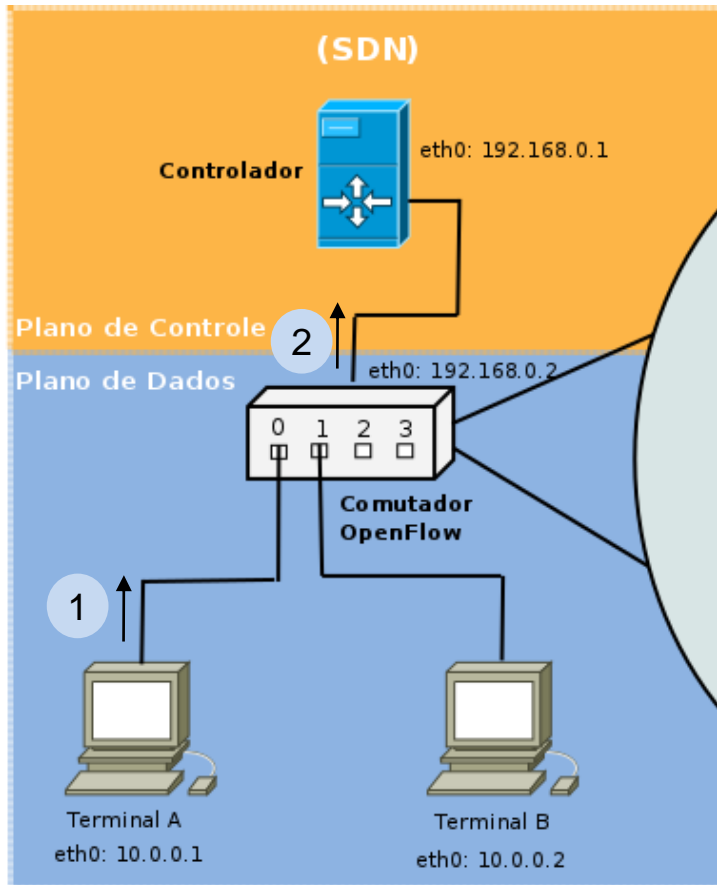 (SDN)
eth0: 192.168.0.1
Controlador
Plano de Controle
2
Plano de Dados
eth0: 192.168.0.2
0 1 2 3
Comutador
OpenFlow
1
Terminal A
eth0: 10.0.0.1
Terminal B
eth0: 10.0.0.2